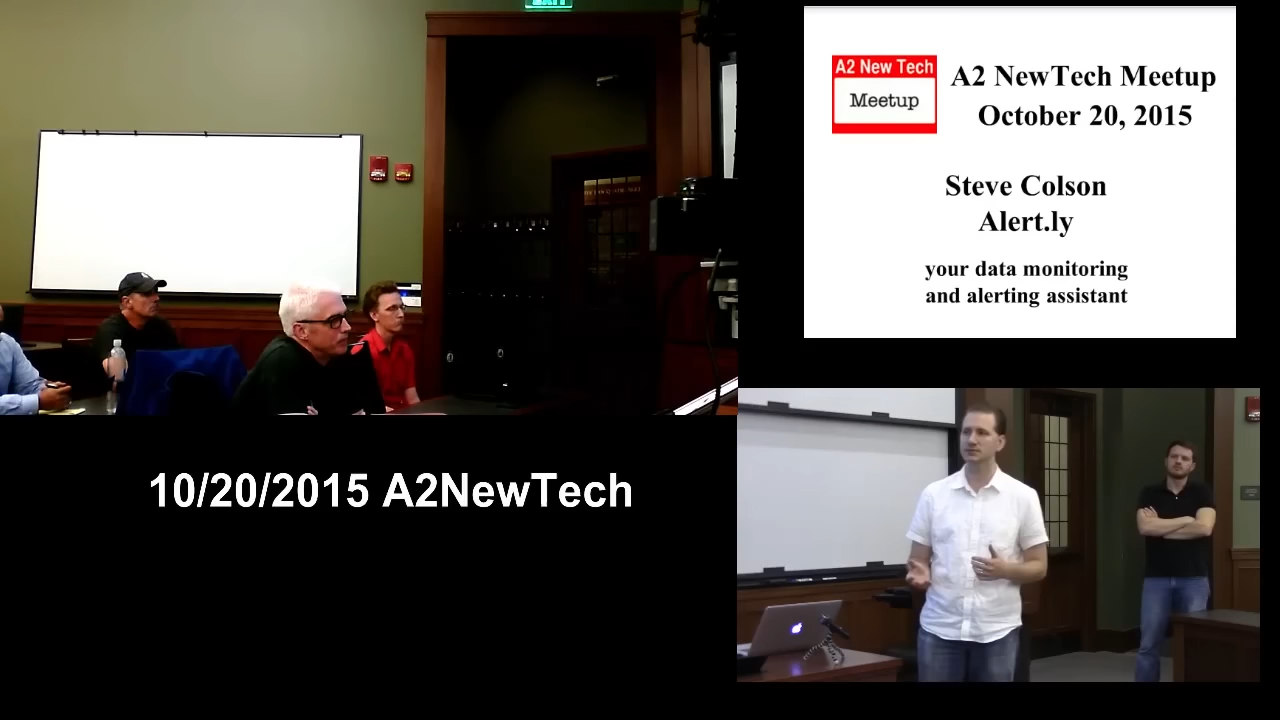 EXIT
A2 New Tech
Meetup
A2 NewTech Meetup
October 20, 2015
Steve Colson
Alert.ly
your data monitoring
and alerting assistant
10/20/2015 A2NewTech